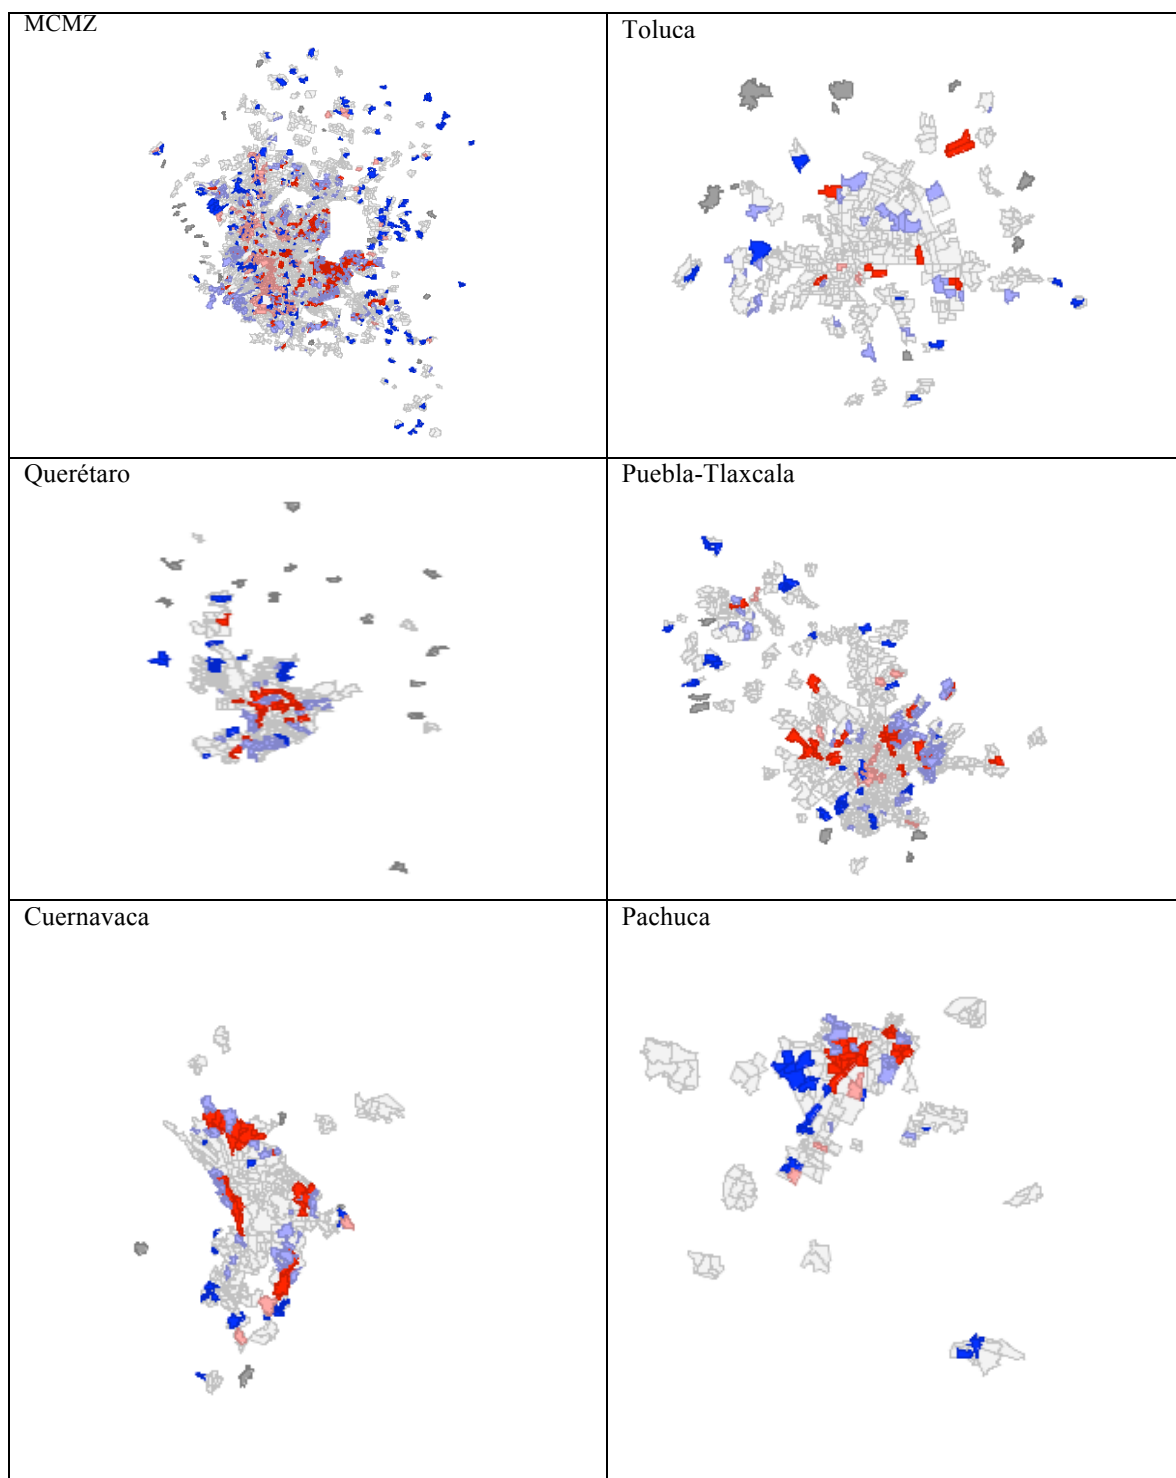 MCMZ
Toluca
Querétaro
Puebla-Tlaxcala
Cuernavaca
Pachuca